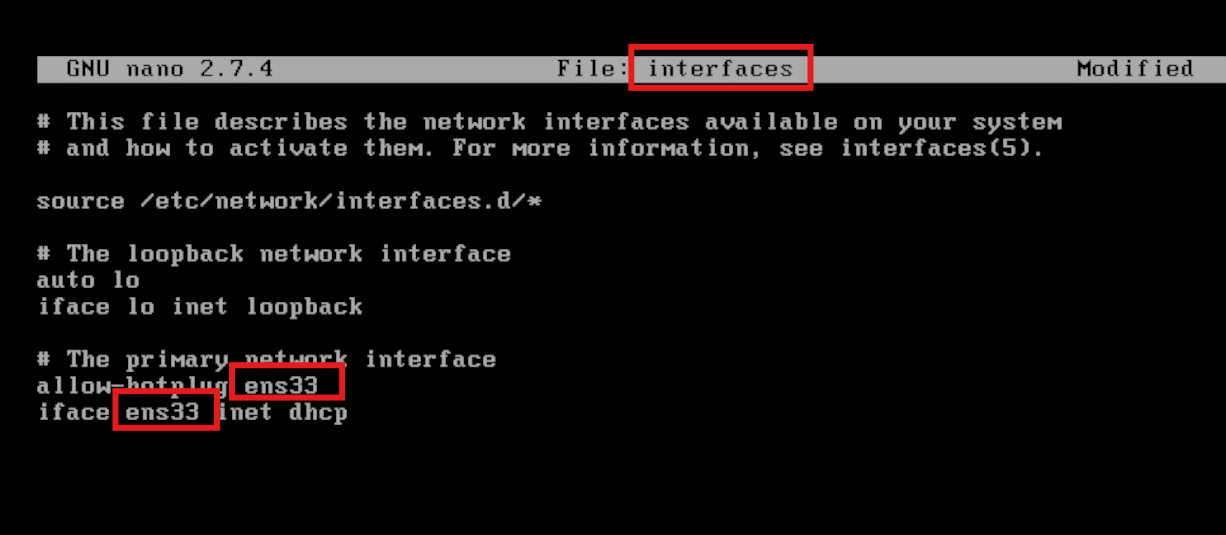 GNU nano 2.7.4 File: interfaces Modified
# This file describes the network interfaces available on your system
# and how to activate them. For more information, see interfaces(5).
source /etc/network/interfaces.d/*
# The loopback network interface
auto lo
iface lo inet loopback
# The primary network interface
allow-hotplug ens33
iface ens33 inet dhcp